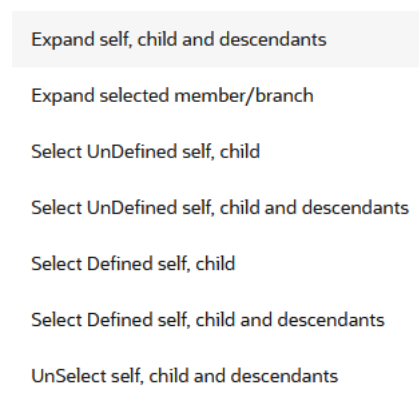 Expand self, child and descendants
Expand selected member/branch
Select UnDefined self, child
Select UnDefined self, child and descendants
Select Defined self, child
Select Defined self, child and descendants
UnSelect self, child and descendants